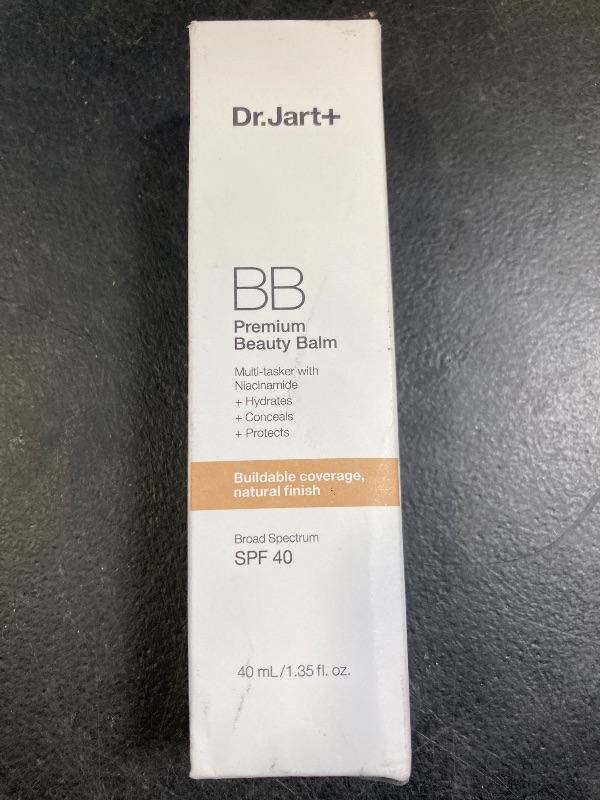 Dr.Jart+
BB
Premium
Beauty Balm
Multi-tasker with
Niacinamide
+ Hydrates
+ Conceals
+ Protects
Buildable coverage,
natural finish
Broad Spectrum
SPF 40
40 mL/1.35 fl. oz.